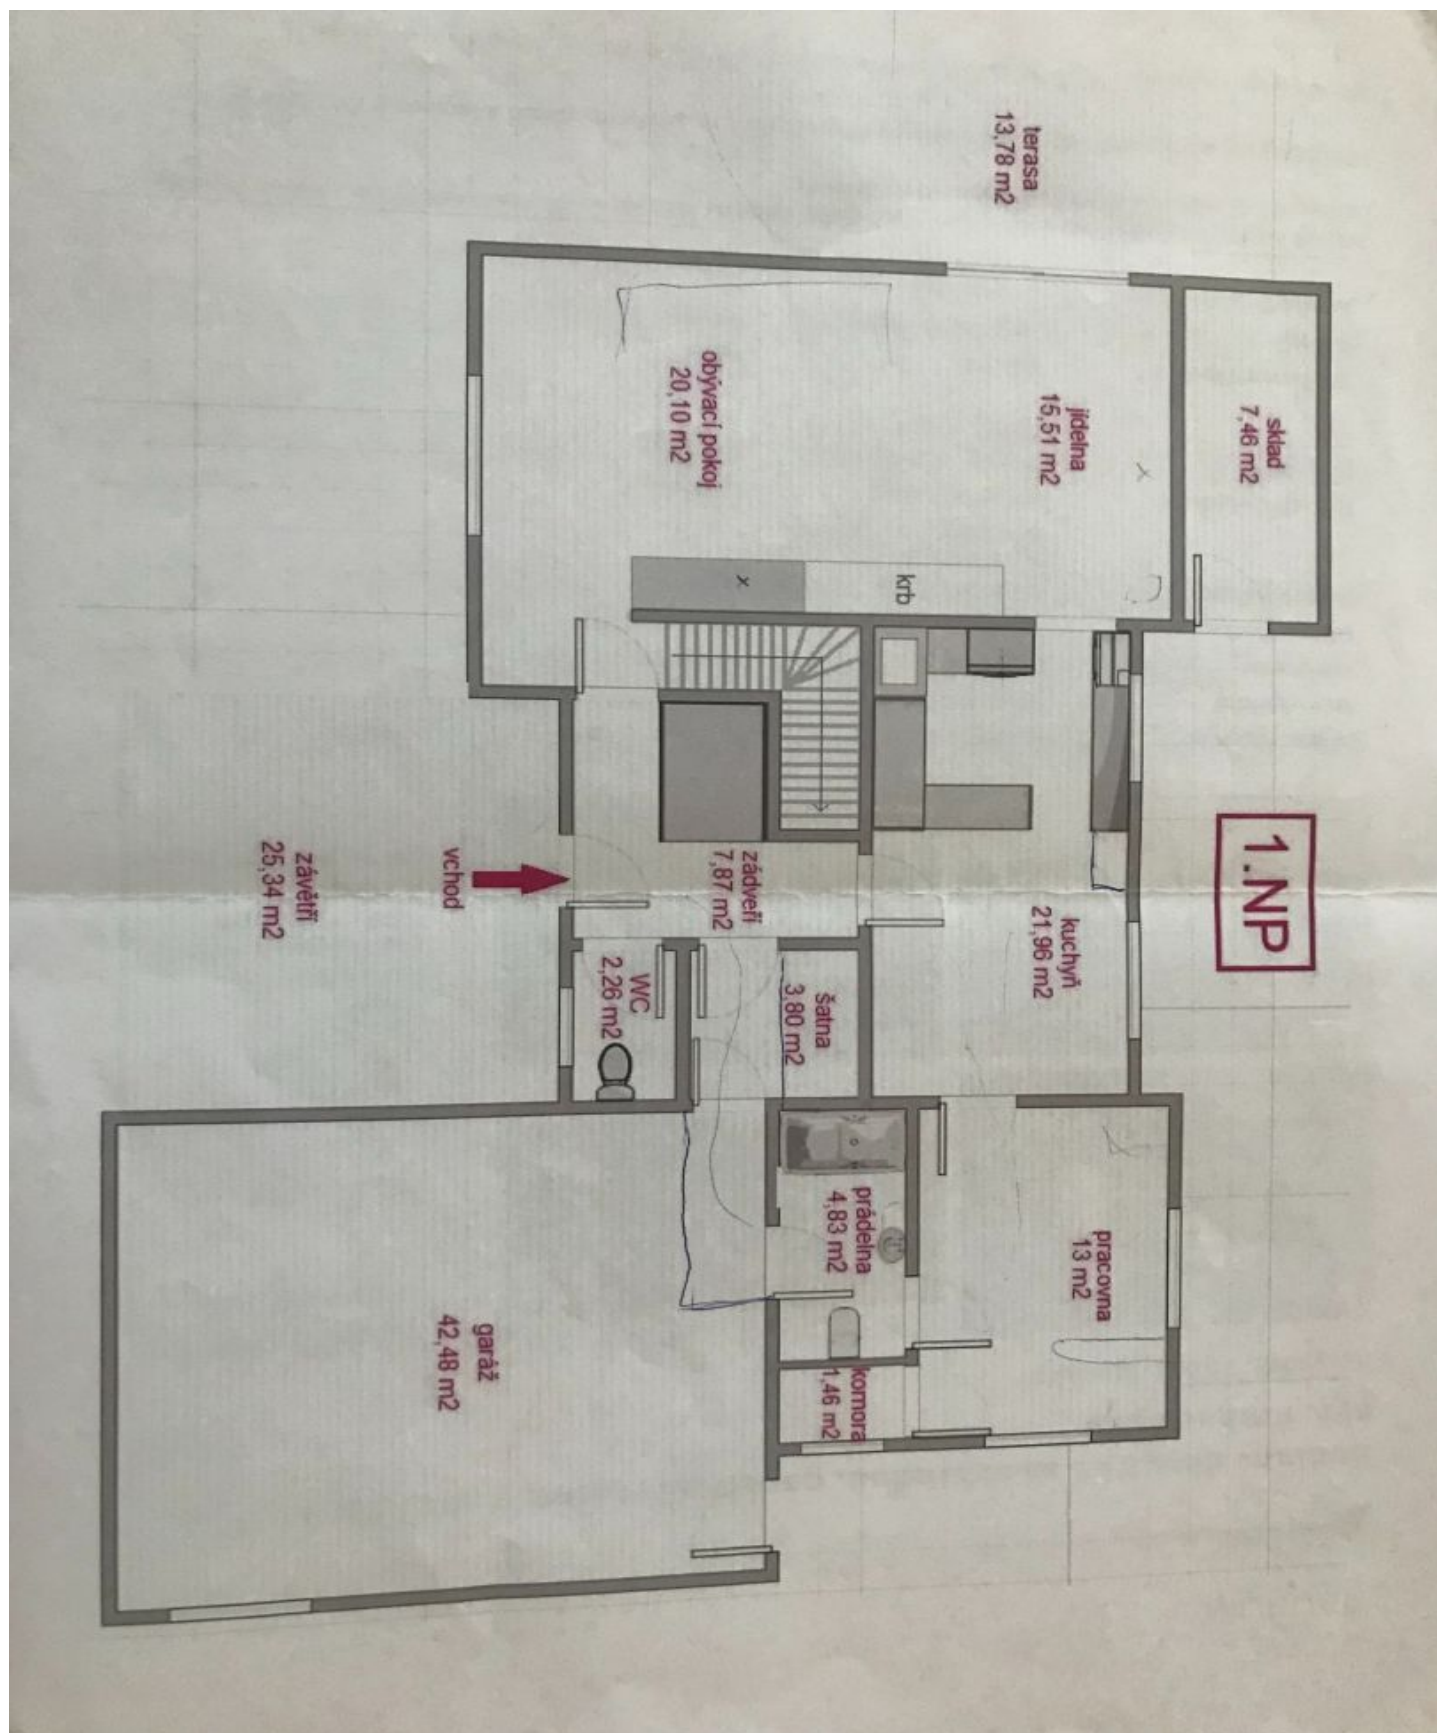 sklad
7,46 m2
1.NP
x
pracovna
13 m2
jídelna
15,51 m2
kuchyň
21,96 m2
terasa
13,78 m2
krb
prádelna
4,83 m2
komora
1,46 m2
šatna
3,80 m2
zádveří
7,87 m2
x
obývací pokoj
20,10 m2
WC
2,26 m2
garáž
42,48 m2
vchod
závětří
25,34 m2